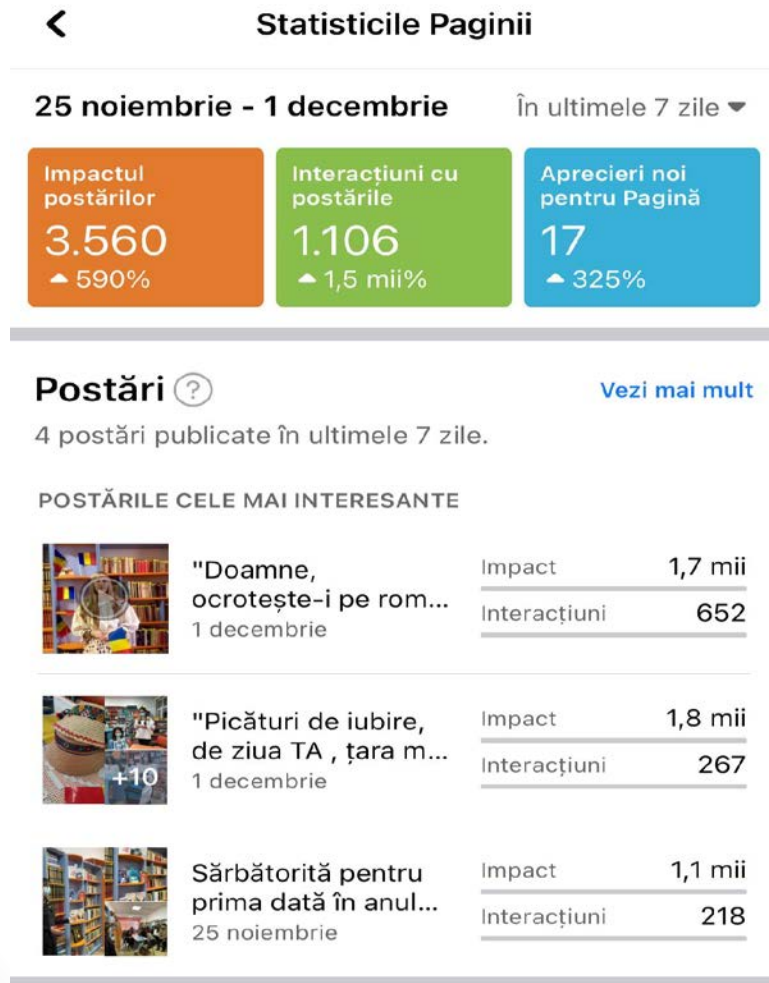 Statisticile Paginii
25 noiembrie - 1 decembrie
În ultimele 7 zile
Impactul
postărilor
3.560
590%
Interacțiuni cu
postările
1.106
1,5 mii%
Aprecieri noi
pentru Pagină
17
325%
Postări ?
Vezi mai mult
4 postări publicate în ultimele 7 zile.
POSTĂRILE CELE MAI INTERESANTE
"Doamne,
ocrotește-i pe rom...
1 decembrie
Impact 1,7 mii
Interacțiuni 652
+10
"Picături de iubire,
de ziua TA , țara m...
1 decembrie
Impact 1,8 mii
Interacțiuni 267
Sărbătorită pentru
prima dată în anul...
25 noiembrie
Impact 1,1 mii
Interacțiuni 218